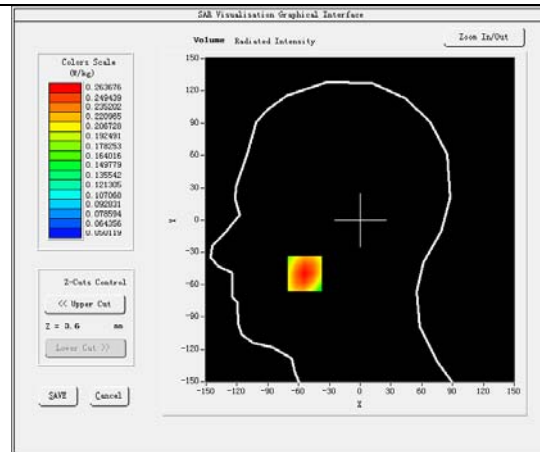 SAR Visualisation Graphical Interface
Volume Radiated Intensity
Zoom In/Out
Colors Scale
(W/kg)
0.263676
0.249439
0.235202
0.220965
0.206728
0.192491
0.178253
0.164016
0.149779
0.135542
0.121305
0.107068
0.092831
0.078594
0.064356
0.050119
150
120
90
60
30
0
-30
-60
-90
-120
-150
Y
-150 -120 -90 -60 -30 0 30 60 90 120 150
X
Z-Cuts Control
<< Upper Cut
Z = 3.6 mm
Lower Cut >>
SAVE Cancel